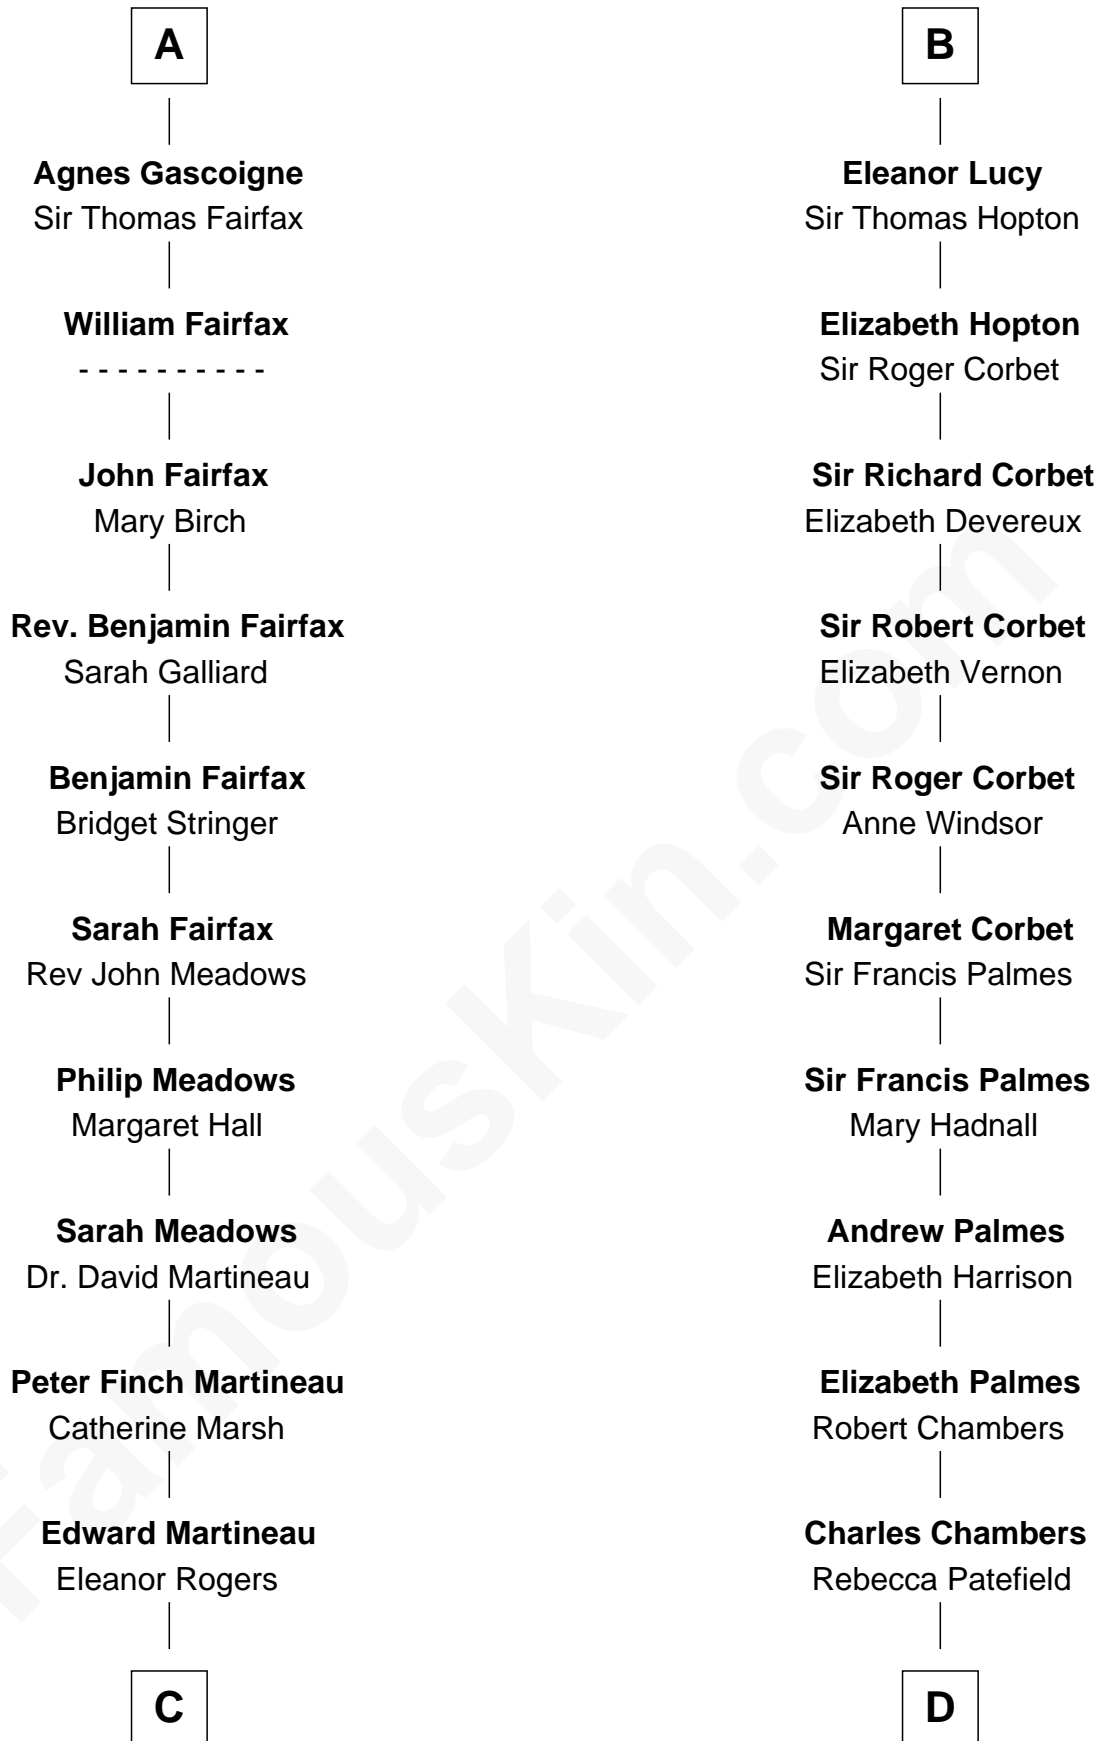 A
Agnes Gascoigne
Sir Thomas Fairfax
William Fairfax
- - - - - - - - - -
John Fairfax
Mary Birch
Rev. Benjamin Fairfax
Sarah Galliard
Benjamin Fairfax
Bridget Stringer
Sarah Fairfax
Rev John Meadows
Philip Meadows
Margaret Hall
Sarah Meadows
Dr. David Martineau
Peter Finch Martineau
Catherine Marsh
Edward Martineau
Eleanor Rogers
C
B
Eleanor Lucy
Sir Thomas Hopton
Elizabeth Hopton
Sir Roger Corbet
Sir Richard Corbet
Elizabeth Devereux
Sir Robert Corbet
Elizabeth Vernon
Sir Roger Corbet
Anne Windsor
Margaret Corbet
Sir Francis Palmes
Sir Francis Palmes
Mary Hadnall
Andrew Palmes
Elizabeth Harrison
Elizabeth Palmes
Robert Chambers
Charles Chambers
Rebecca Patefield
D
FamousKin.com